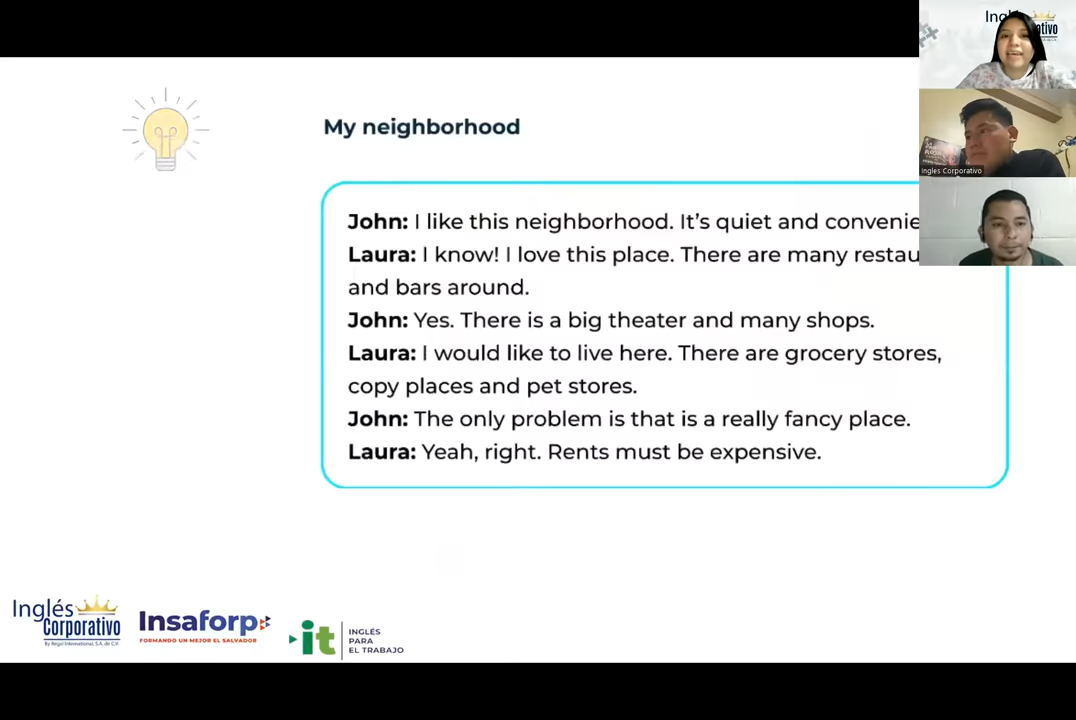 My neighborhood
John: I like this neighborhood. It's quiet and
Laura: I know! I love this place. There are many
and bars around.
John: Yes. There is a big theater and many shops.
Laura: I would like to live here. There are grocery stores,
copy places and pet stores.
John: The only problem is that is a really fancy place.
Laura: Yeah, right. Rents must be expensive.
Ingles Corporativo
Inglés
Corporativo
By Regal International, S.A. de C.V.
Insaforp
FORMANDO UN MEJOR EL SALVADOR
it
INGLÉS
PARA
EL TRABAJO